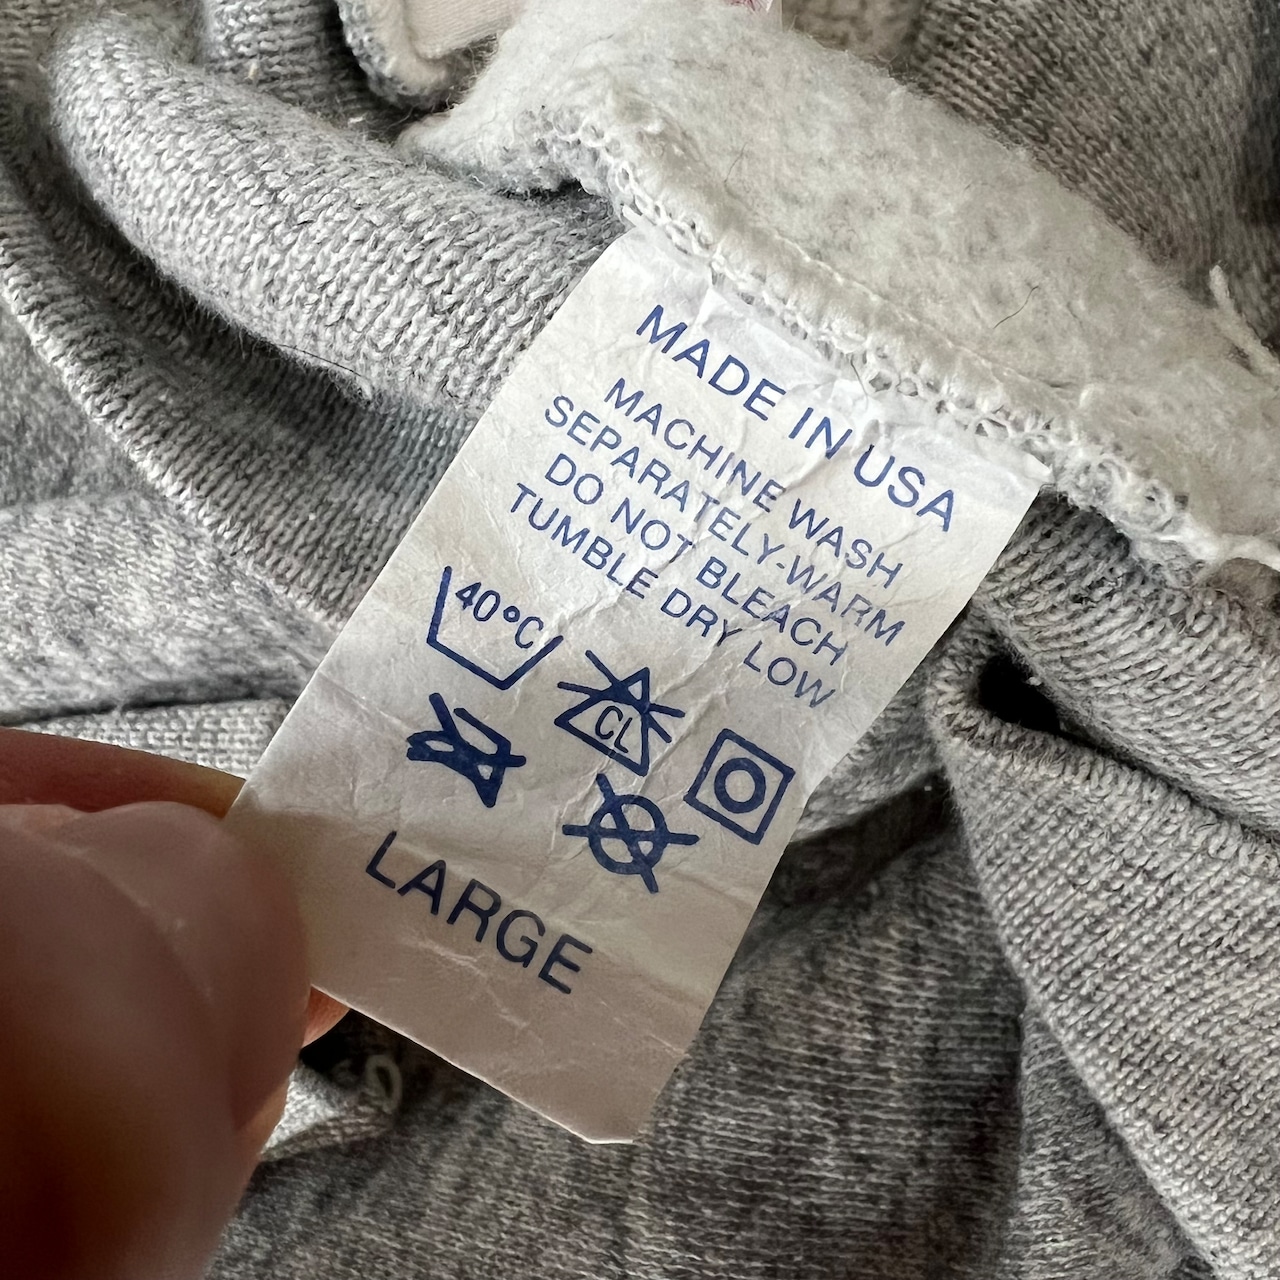 MADE IN USA
MACHINE WASH
SEPARATELY-WARM
DO NOT BLEACH
TUMBLE DRY LOW
40°C
CL
LARGE